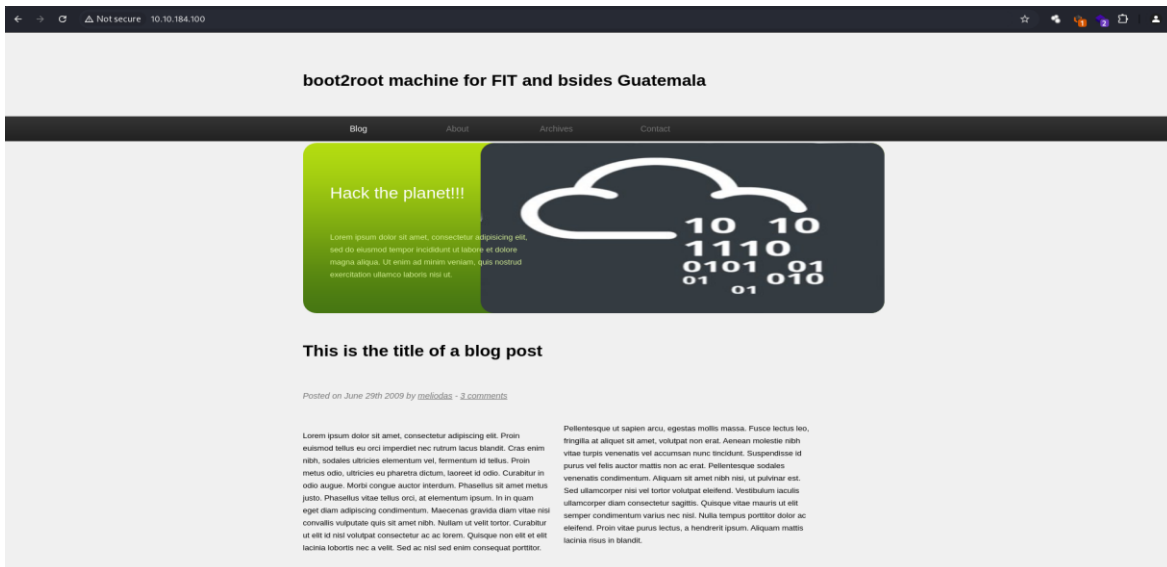 Not secure 10.10.184.100
1
2
boot2root machine for FIT and bsides Guatemala
Blog About Archives Contact
Hack the planet!!!
Lorem ipsum dolor sit amet, consectetur adipisicing elit,
sed do eiusmod tempor incididunt ut labore et dolore
magna aliqua. Ut enim ad minim veniam, quis nostrud
exercitation ullamco laboris nisi ut.
10 10
1110
0101 01
01 010
01
This is the title of a blog post
Posted on June 29th 2009 by meliodas - 3 comments
Lorem ipsum dolor sit amet, consectetur adipiscing elit. Proin
euismod tellus eu orci imperdiet nec rutrum lacus blandit. Cras enim
nibh, sodales ultricies elementum vel, fermentum id tellus. Proin
metus odio, ultricies eu pharetra dictum, laoreet id odio. Curabitur in
odio augue. Morbi congue auctor interdum. Phasellus sit amet metus
justo. Phasellus vitae tellus orci, at elementum ipsum. In in quam
eget diam adipiscing condimentum. Maecenas gravida diam vitae nisi
convallis vulputate quis sit amet nibh. Nullam ut velit tortor. Curabitur
ut elit id nisl volutpat consectetur ac ac lorem. Quisque non elit et elit
lacinia lobortis nec a velit. Sed ac nisl sed enim consequat porttitor.
Pellentesque ut sapien arcu, egestas mollis massa. Fusce lectus leo,
fringilla at aliquet sit amet, volutpat non erat. Aenean molestie nibh
vitae turpis venenatis vel accumsan nunc tincidunt. Suspendisse id
purus vel felis auctor mattis non ac erat. Pellentesque sodales
venenatis condimentum. Aliquam sit amet nibh nisi, ut pulvinar est.
Sed ullamcorper nisi vel tortor volutpat eleifend. Vestibulum iaculis
ullamcorper diam consectetur sagittis. Quisque vitae mauris ut elit
semper condimentum varius nec nisl. Nulla tempus porttitor dolor ac
eleifend. Proin vitae purus lectus, a hendrerit ipsum. Aliquam mattis
lacinia risus in blandit.